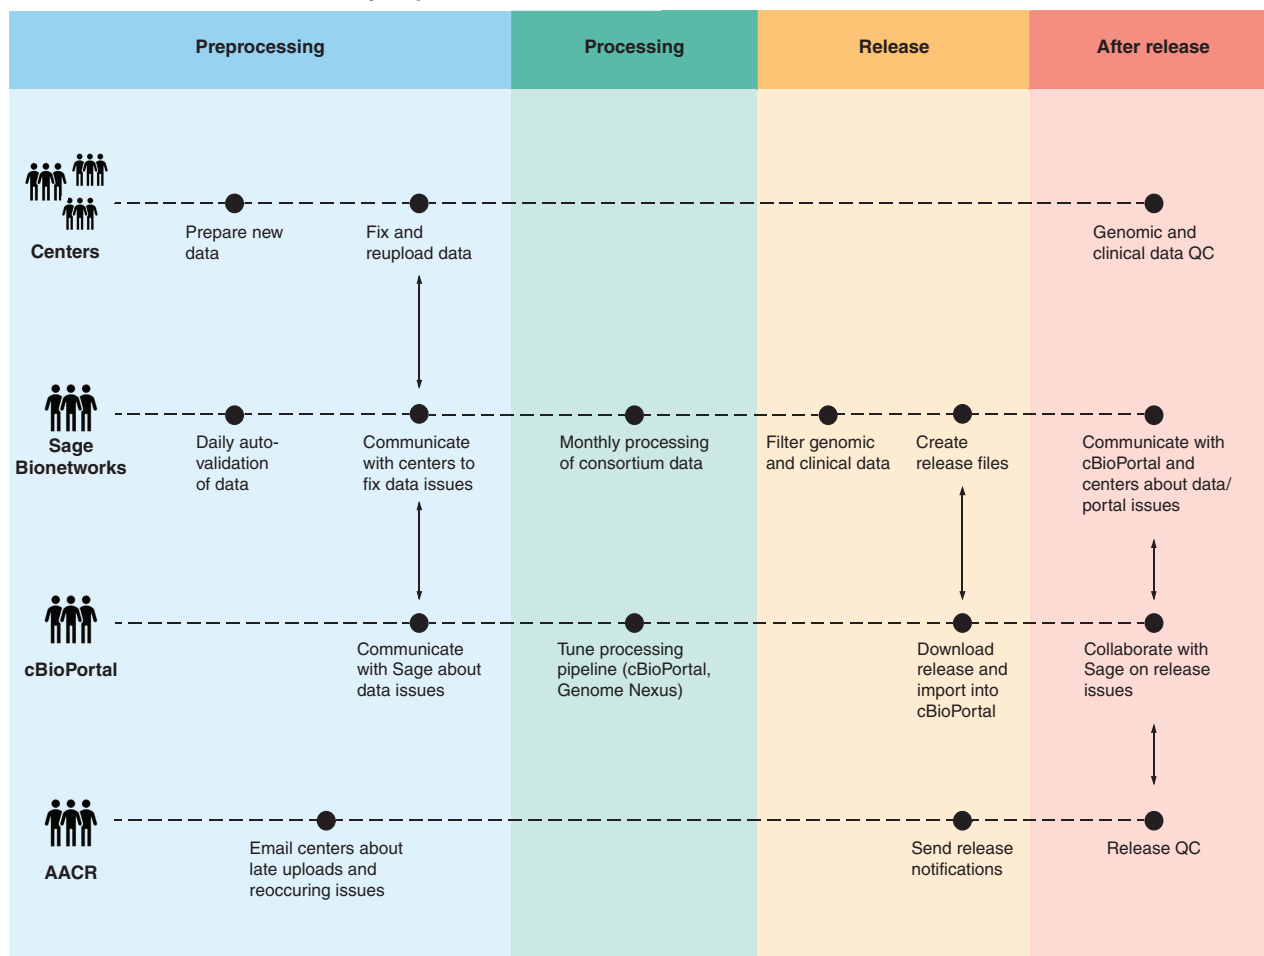 Preprocessing
Processing
Release
After release
Centers
Prepare new
data
Fix and
reupload data
Genomic and
clinical data QC
Sage
Bionetworks
Daily auto-
validation
of data
Communicate
with centers to
fix data issues
Monthly processing
of consortium data
Filter genomic
and clinical data
Create
release files
Communicate with
cBioPortal and
centers about data/
portal issues
cBioPortal
Communicate
with Sage about
data issues
Tune processing
pipeline (cBioPortal,
Genome Nexus)
Download
release and
import into
cBioPortal
Collaborate with
Sage on release
issues
AACR
Email centers about
late uploads and
reoccuring issues
Send release
notifications
Release QC